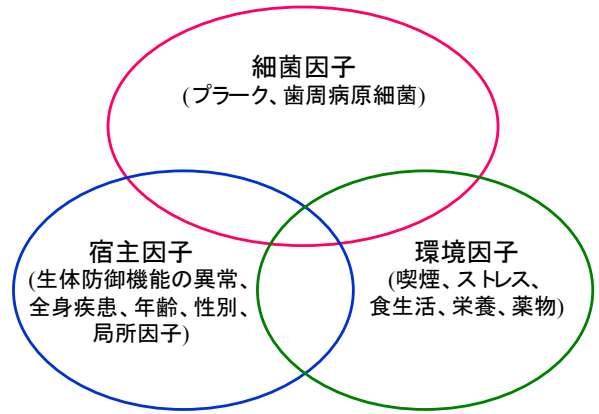 細菌因子
(プラーク、歯周病原細菌)
宿主因子
(生体防御機能の異常、
全身疾患、年齢、性別、
局所因子)
環境因子
(喫煙、ストレス、
食生活、栄養、薬物)